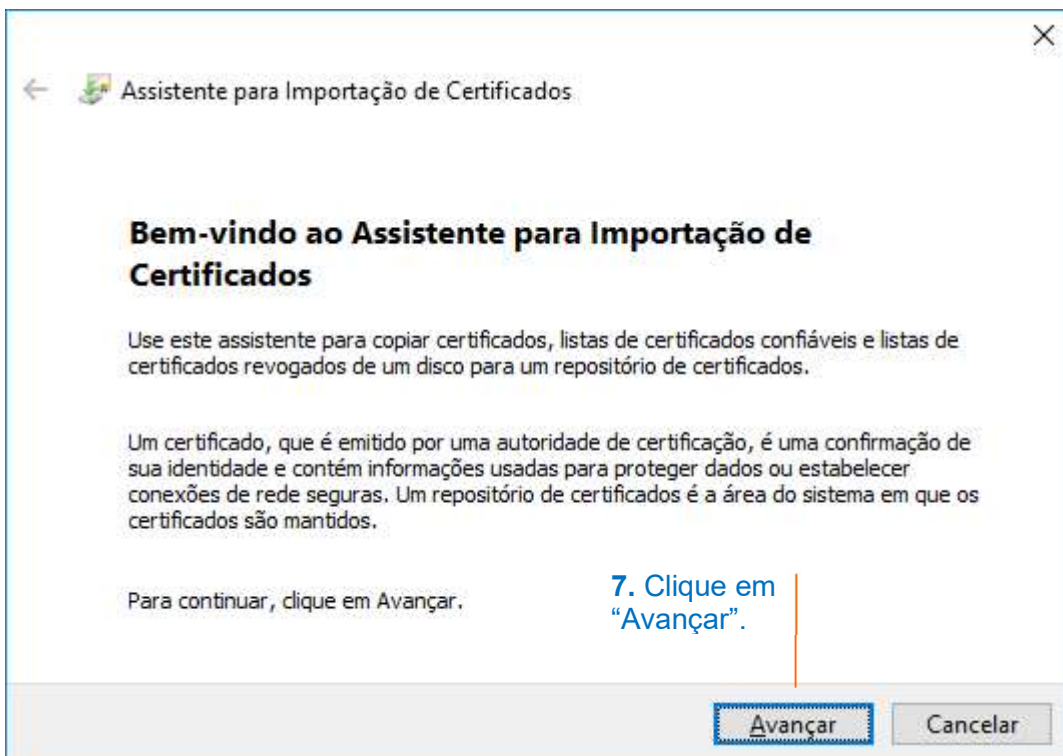 Assistente para Importação de Certificados
Bem-vindo ao Assistente para Importação de
Certificados
Use este assistente para copiar certificados, listas de certificados confiáveis e listas de
certificados revogados de um disco para um repositório de certificados.
Um certificado, que é emitido por uma autoridade de certificação, é uma confirmação de
sua identidade e contém informações usadas para proteger dados ou estabelecer
conexões de rede seguras. Um repositório de certificados é a área do sistema em que os
certificados são mantidos.
Para continuar, clique em Avançar.
7. Clique em
“Avançar”.
Avançar
Cancelar